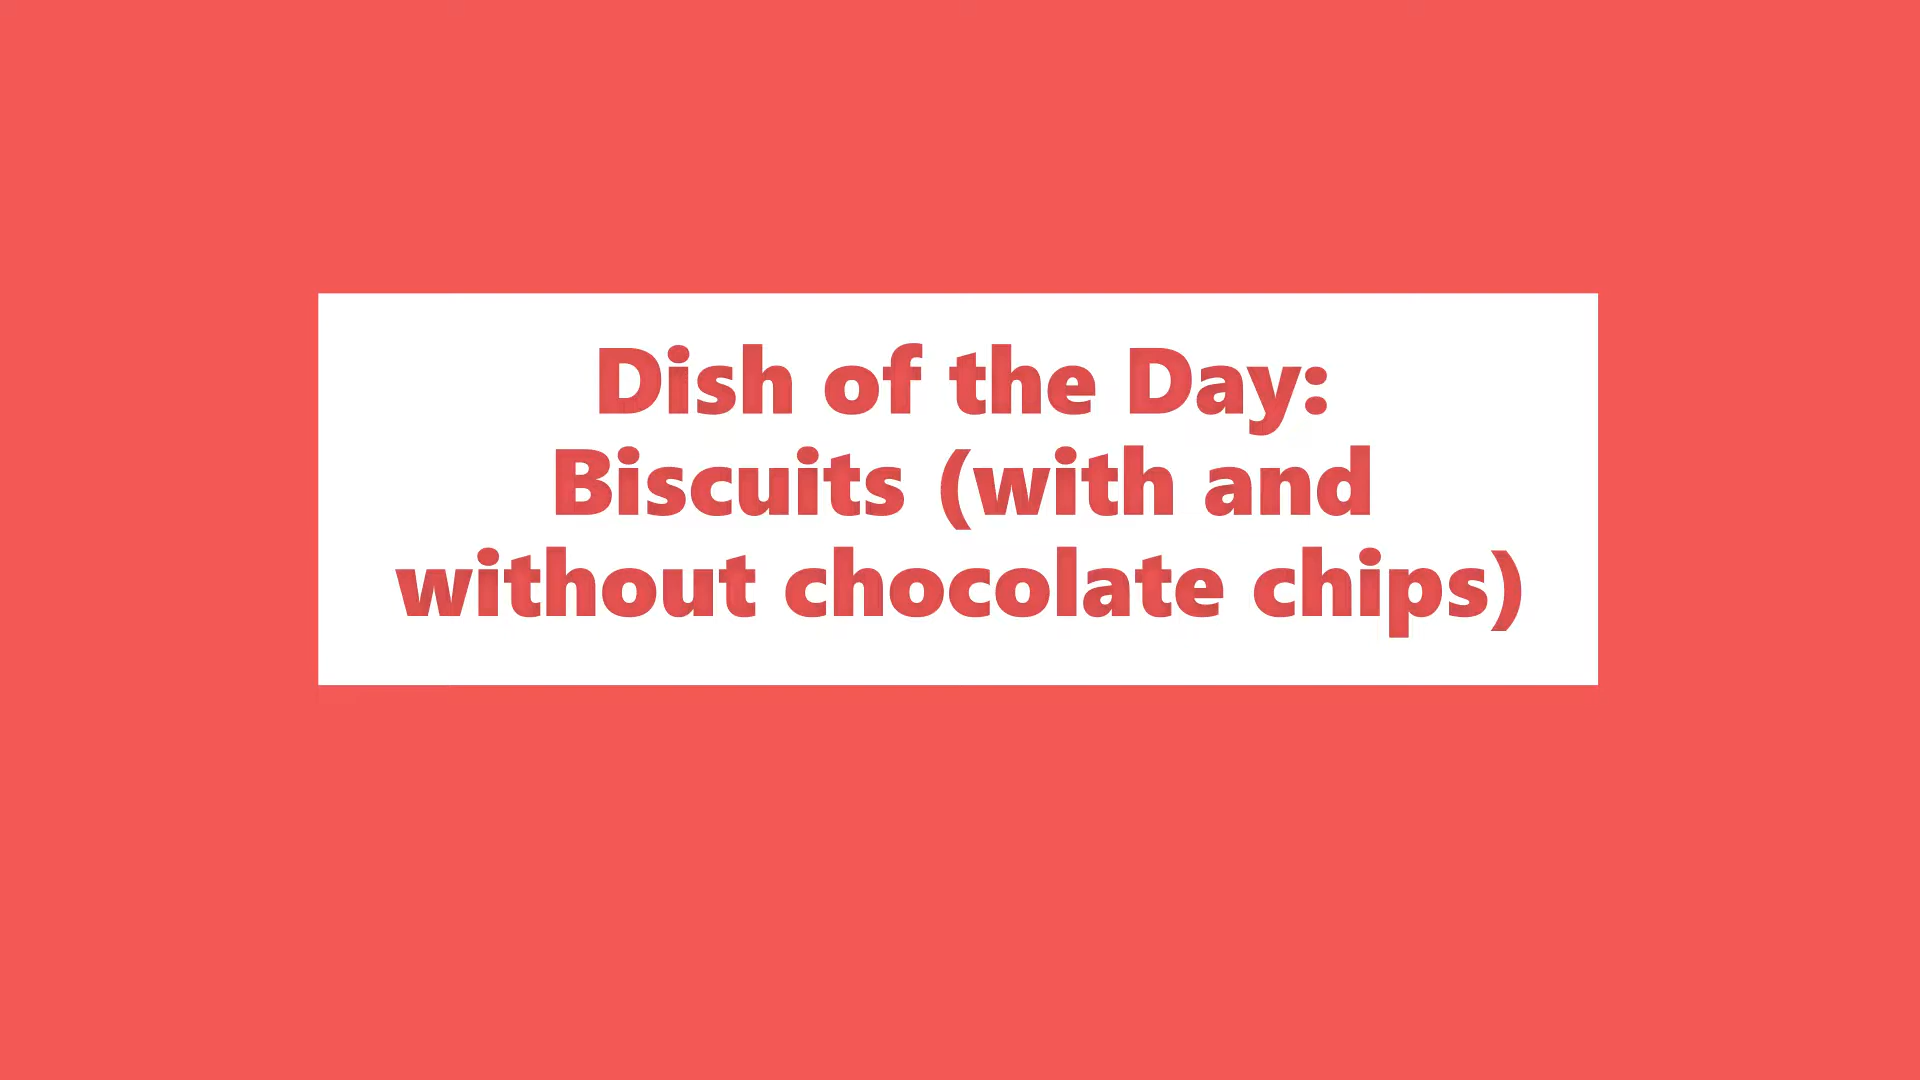 Dish of the Day:
Biscuits (with and
without chocolate chips)